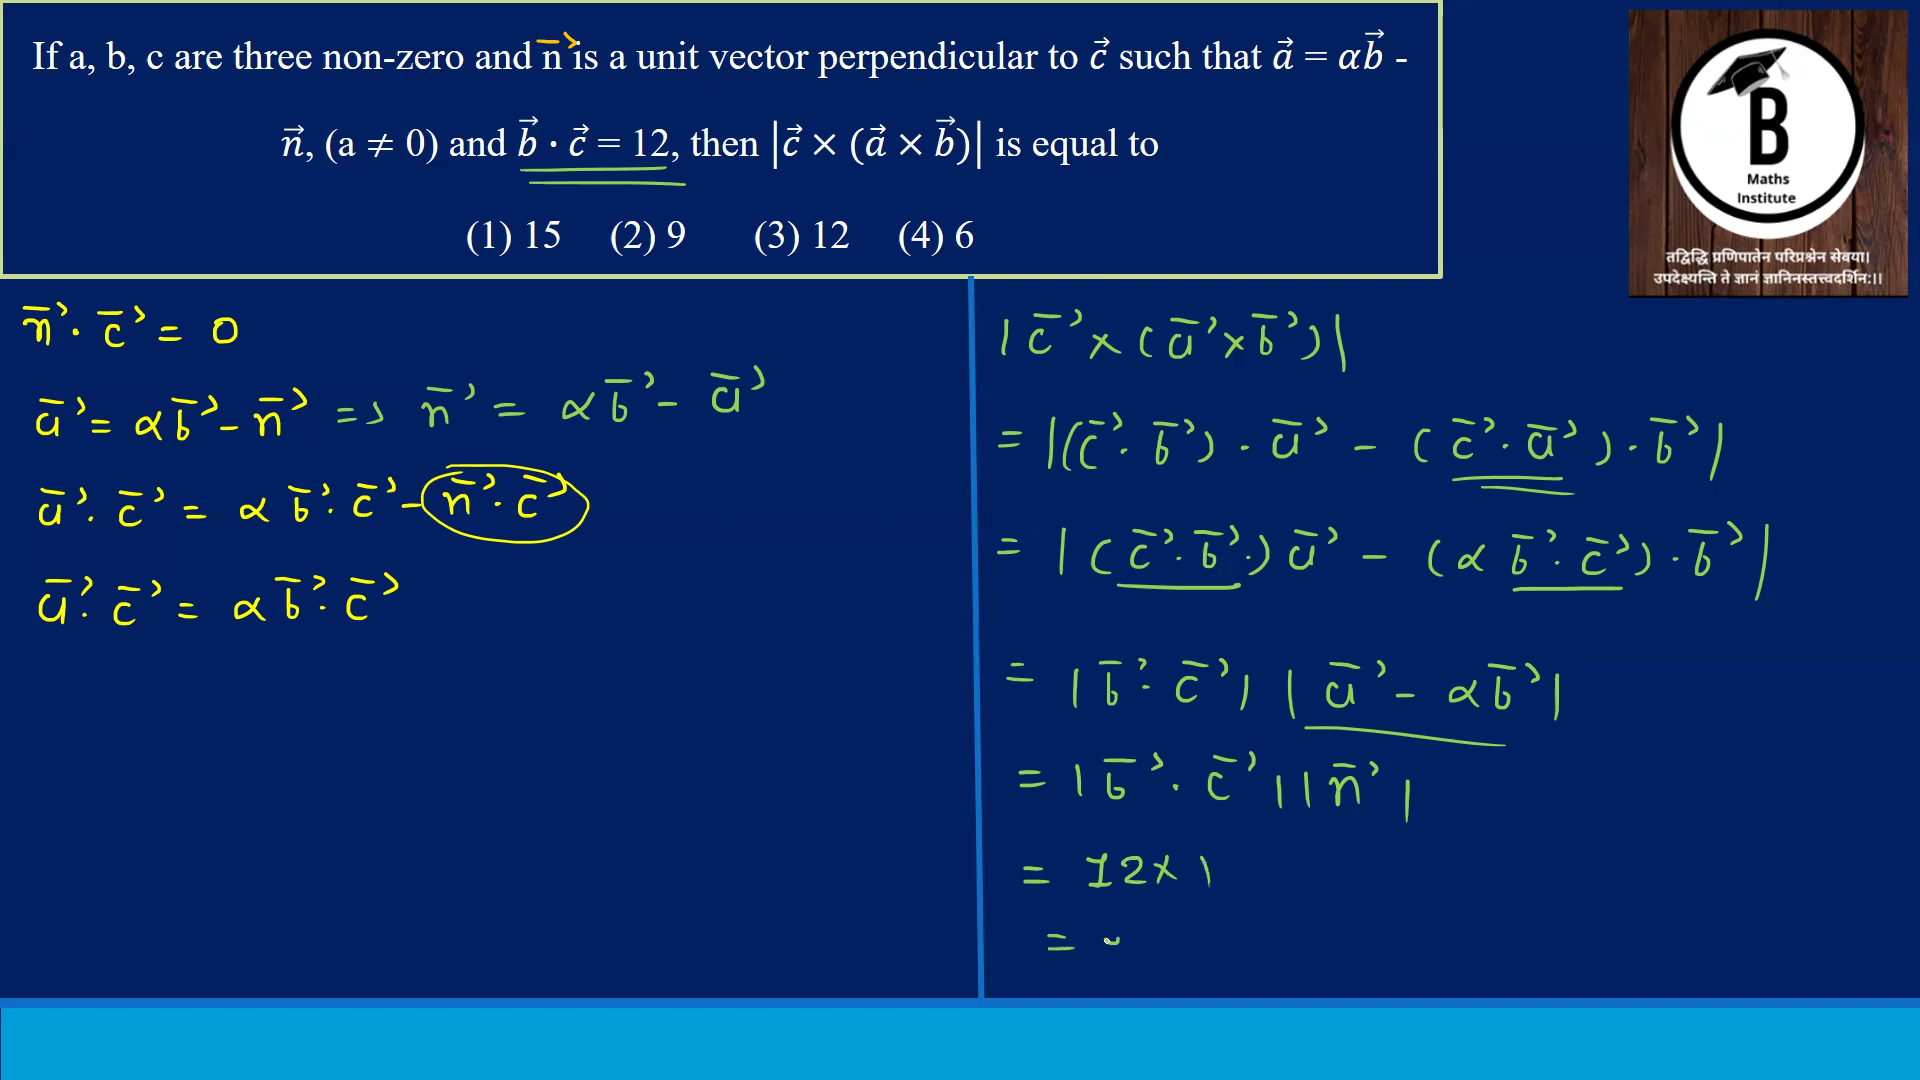 If a, b, c are three non-zero and n⃗ is a unit vector perpendicular to c⃗ such that a⃗ = αb⃗ -
n⃗, (a ≠ 0) and b⃗ · c⃗ = 12, then |c⃗ × (a⃗ × b⃗)| is equal to
(1) 15 (2) 9 (3) 12 (4) 6
B
Maths
Institute
तद्विद्धि प्रणिपातेन परिप्रश्नेन सेवया।
उपदेक्ष्यन्ति ते ज्ञानं ज्ञानिनस्तत्त्वदर्शिन:।।
n⃗ · c⃗ = 0
a⃗ = αb⃗ - n⃗ => n⃗ = αb⃗ - a⃗
a⃗ · c⃗ = α b⃗ · c⃗ - n⃗ · c⃗
a⃗ · c⃗ = α b⃗ · c⃗
|c⃗ × (a⃗ × b⃗)|
= |(c⃗ · b⃗) · a⃗ - (c⃗ · a⃗) · b⃗|
= |(c⃗ · b⃗ ·) a⃗ - (α b⃗ · c⃗) · b⃗|
= |b⃗ · c⃗| |a⃗ - αb⃗|
= |b⃗ · c⃗| |n⃗|
= 12 × 1
=